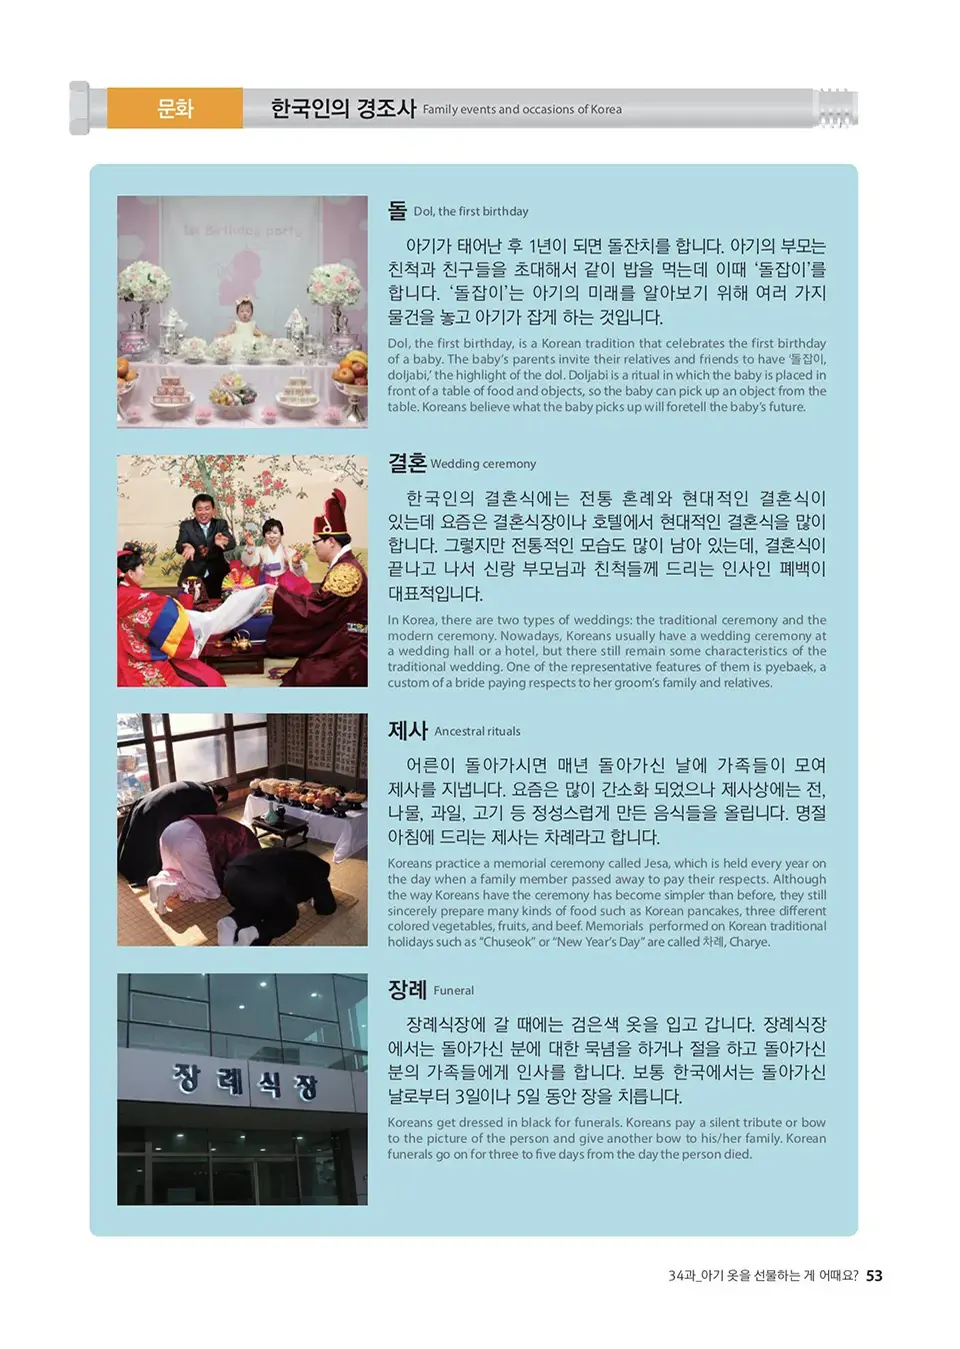 문화
한국인의 경조사 Family events and occasions of Korea
1st Birthday party
돌 Dol, the first birthday
아기가 태어난 후 1년이 되면 돌잔치를 합니다. 아기의 부모는
친척과 친구들을 초대해서 같이 밥을 먹는데 이때 ‘돌잡이’를
합니다. ‘돌잡이’는 아기의 미래를 알아보기 위해 여러 가지
물건을 놓고 아기가 잡게 하는 것입니다.
Dol, the first birthday, is a Korean tradition that celebrates the first birthday
of a baby. The baby’s parents invite their relatives and friends to have ‘돌잡이,
doljabi,’ the highlight of the dol. Doljabi is a ritual in which the baby is placed in
front of a table of food and objects, so the baby can pick up an object from the
table. Koreans believe what the baby picks up will foretell the baby’s future.
결혼 Wedding ceremony
한국인의 결혼식에는 전통 혼례와 현대적인 결혼식이
있는데 요즘은 결혼식장이나 호텔에서 현대적인 결혼식을 많이
합니다. 그렇지만 전통적인 모습도 많이 남아 있는데, 결혼식이
끝나고 나서 신랑 부모님과 친척들께 드리는 인사인 폐백이
대표적입니다.
In Korea, there are two types of weddings: the traditional ceremony and the
modern ceremony. Nowadays, Koreans usually have a wedding ceremony at
a wedding hall or a hotel, but there still remain some characteristics of the
traditional wedding. One of the representative features of them is pyebaek, a
custom of a bride paying respects to her groom’s family and relatives.
제사 Ancestral rituals
어른이 돌아가시면 매년 돌아가신 날에 가족들이 모여
제사를 지냅니다. 요즘은 많이 간소화 되었으나 제사상에는 전,
나물, 과일, 고기 등 정성스럽게 만든 음식들을 올립니다. 명절
아침에 드리는 제사는 차례라고 합니다.
Koreans practice a memorial ceremony called Jesa, which is held every year on
the day when a family member passed away to pay their respects. Although
the way Koreans have the ceremony has become simpler than before, they still
sincerely prepare many kinds of food such as Korean pancakes, three different
colored vegetables, fruits, and beef. Memorials performed on Korean traditional
holidays such as “Chuseok” or “New Year’s Day” are called 차례, Charye.
장례식장
장례 Funeral
장례식장에 갈 때에는 검은색 옷을 입고 갑니다. 장례식장
에서는 돌아가신 분에 대한 묵념을 하거나 절을 하고 돌아가신
분의 가족들에게 인사를 합니다. 보통 한국에서는 돌아가신
날로부터 3일이나 5일 동안 장을 치릅니다.
Koreans get dressed in black for funerals. Koreans pay a silent tribute or bow
to the picture of the person and give another bow to his/her family. Korean
funerals go on for three to five days from the day the person died.
34과_아기 옷을 선물하는 게 어때요? 53